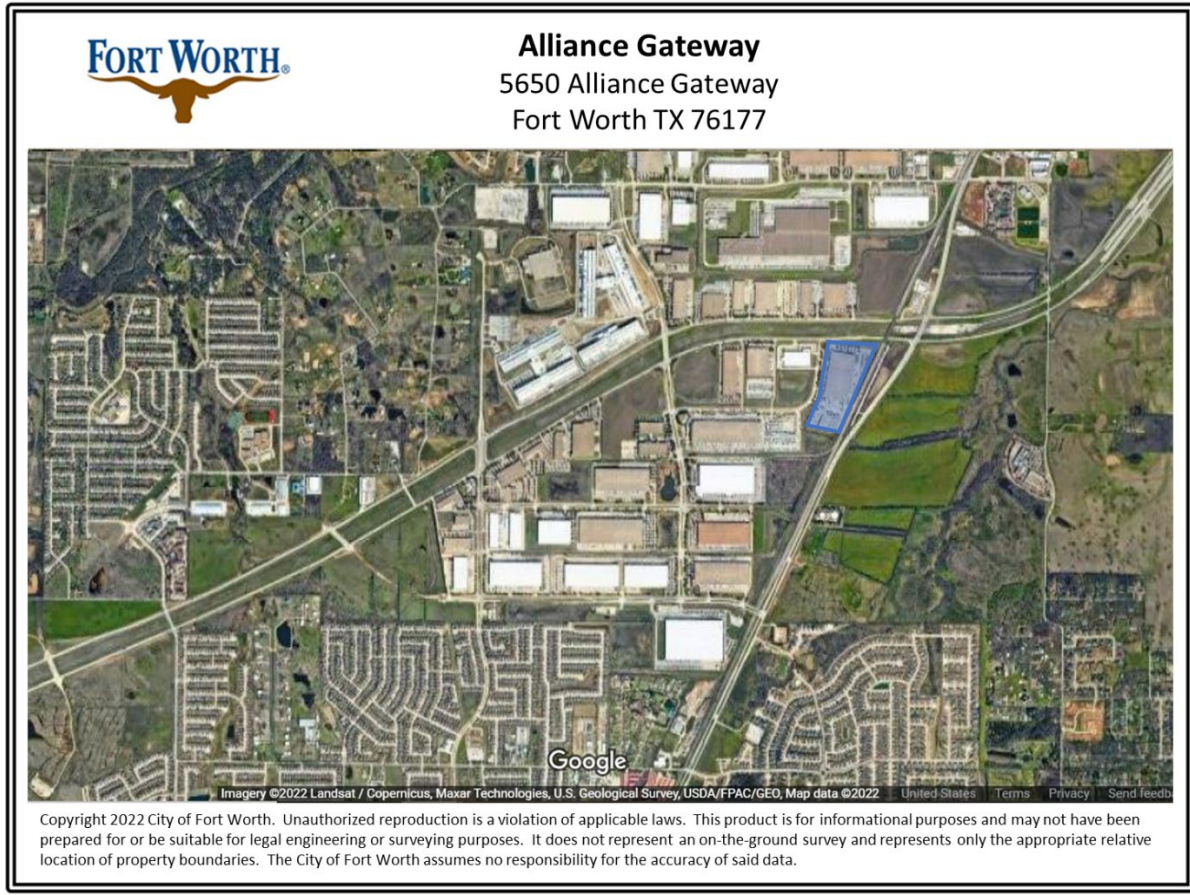 FORT WORTH®
Alliance Gateway
5650 Alliance Gateway
Fort Worth TX 76177
Google
Imagery ©2022 Landsat / Copernicus, Maxar Technologies, U.S. Geological Survey, USDA/FPAC/GEO, Map data ©2022 United States Terms Privacy Send feedb
Copyright 2022 City of Fort Worth. Unauthorized reproduction is a violation of applicable laws. This product is for informational purposes and may not have been
prepared for or be suitable for legal engineering or surveying purposes. It does not represent an on-the-ground survey and represents only the appropriate relative
location of property boundaries. The City of Fort Worth assumes no responsibility for the accuracy of said data.